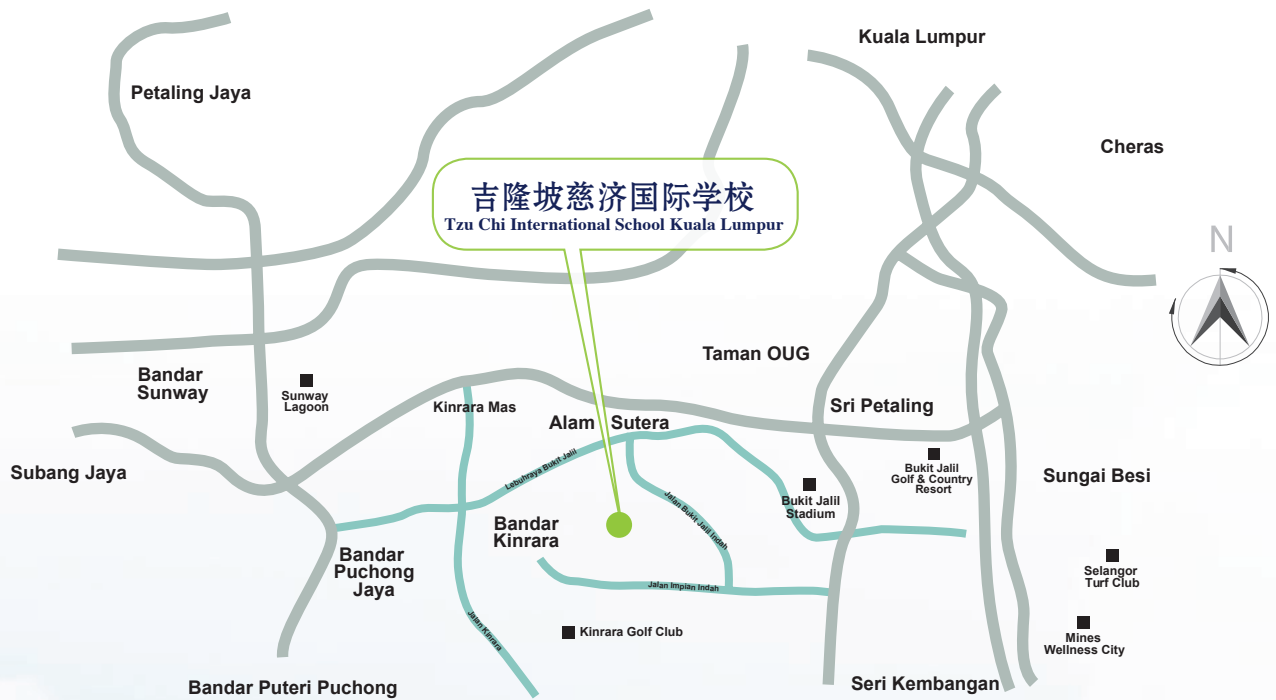 Kuala Lumpur
Petaling Jaya
Cheras
吉隆坡慈济国际学校
Tzu Chi International School Kuala Lumpur
N
Taman OUG
Bandar
Sunway
Sunway
Lagoon
Kinrara Mas
Sri Petaling
Alam Sutera
Subang Jaya
Lebuhraya Bukit Jalil
Bukit Jalil
Golf & Country
Resort
Sungai Besi
Bukit Jalil
Stadium
Jalan Bukit Jalil Indah
Bandar
Kinrara
Bandar
Puchong
Jaya
Selangor
Turf Club
Jalan Impian Indah
Jalan Kinrara
Kinrara Golf Club
Mines
Wellness City
Bandar Puteri Puchong
Seri Kembangan